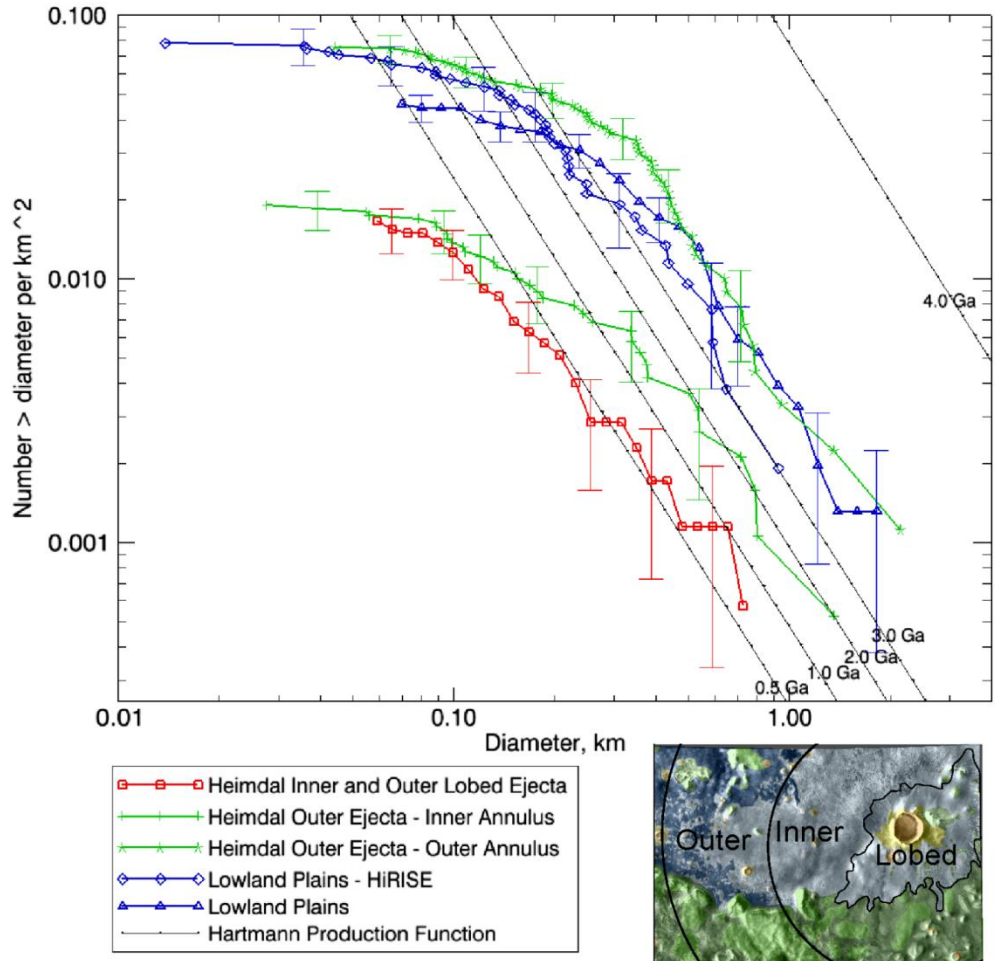 0.100
0.010
0.001
Number > diameter per km^2
4.0 Ga
3.0 Ga
2.0 Ga
1.0 Ga
0.5 Ga
0.01
0.10
1.00
Diameter, km
Heimdal Inner and Outer Lobed Ejecta
Heimdal Outer Ejecta - Inner Annulus
Heimdal Outer Ejecta - Outer Annulus
Lowland Plains - HiRISE
Lowland Plains
Hartmann Production Function
Outer
Inner
Lobed